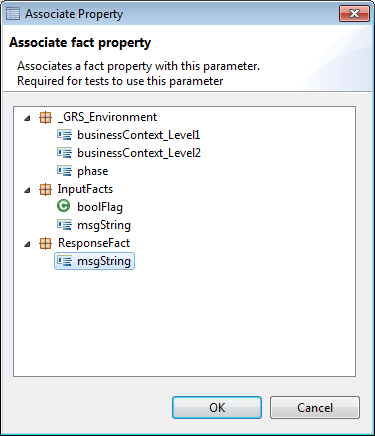 Associate Property
Associate fact property
Associates a fact property with this parameter.
Required for tests to use this parameter
_GRS_Environment
businessContext_Level1
businessContext_Level2
phase
InputFacts
boolFlag
msgString
ResponseFact
msgString
OK
Cancel